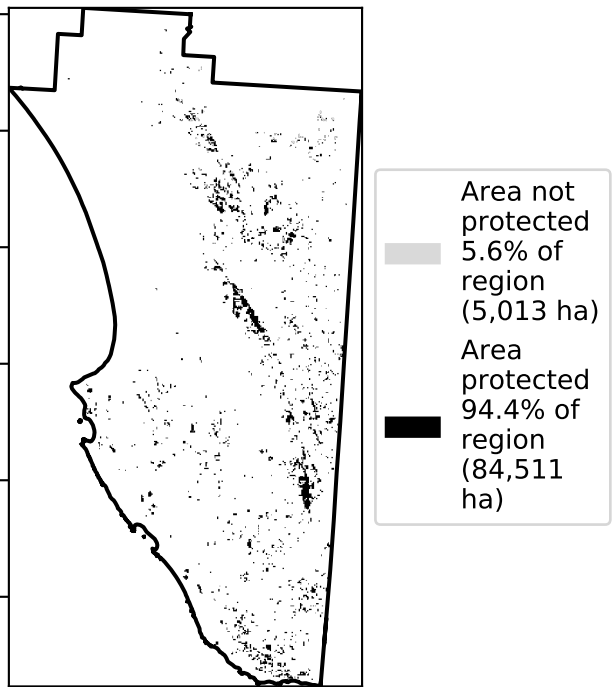 Area not
protected
5.6% of
region
(5,013 ha)
Area
protected
94.4% of
region
(84,511
ha)